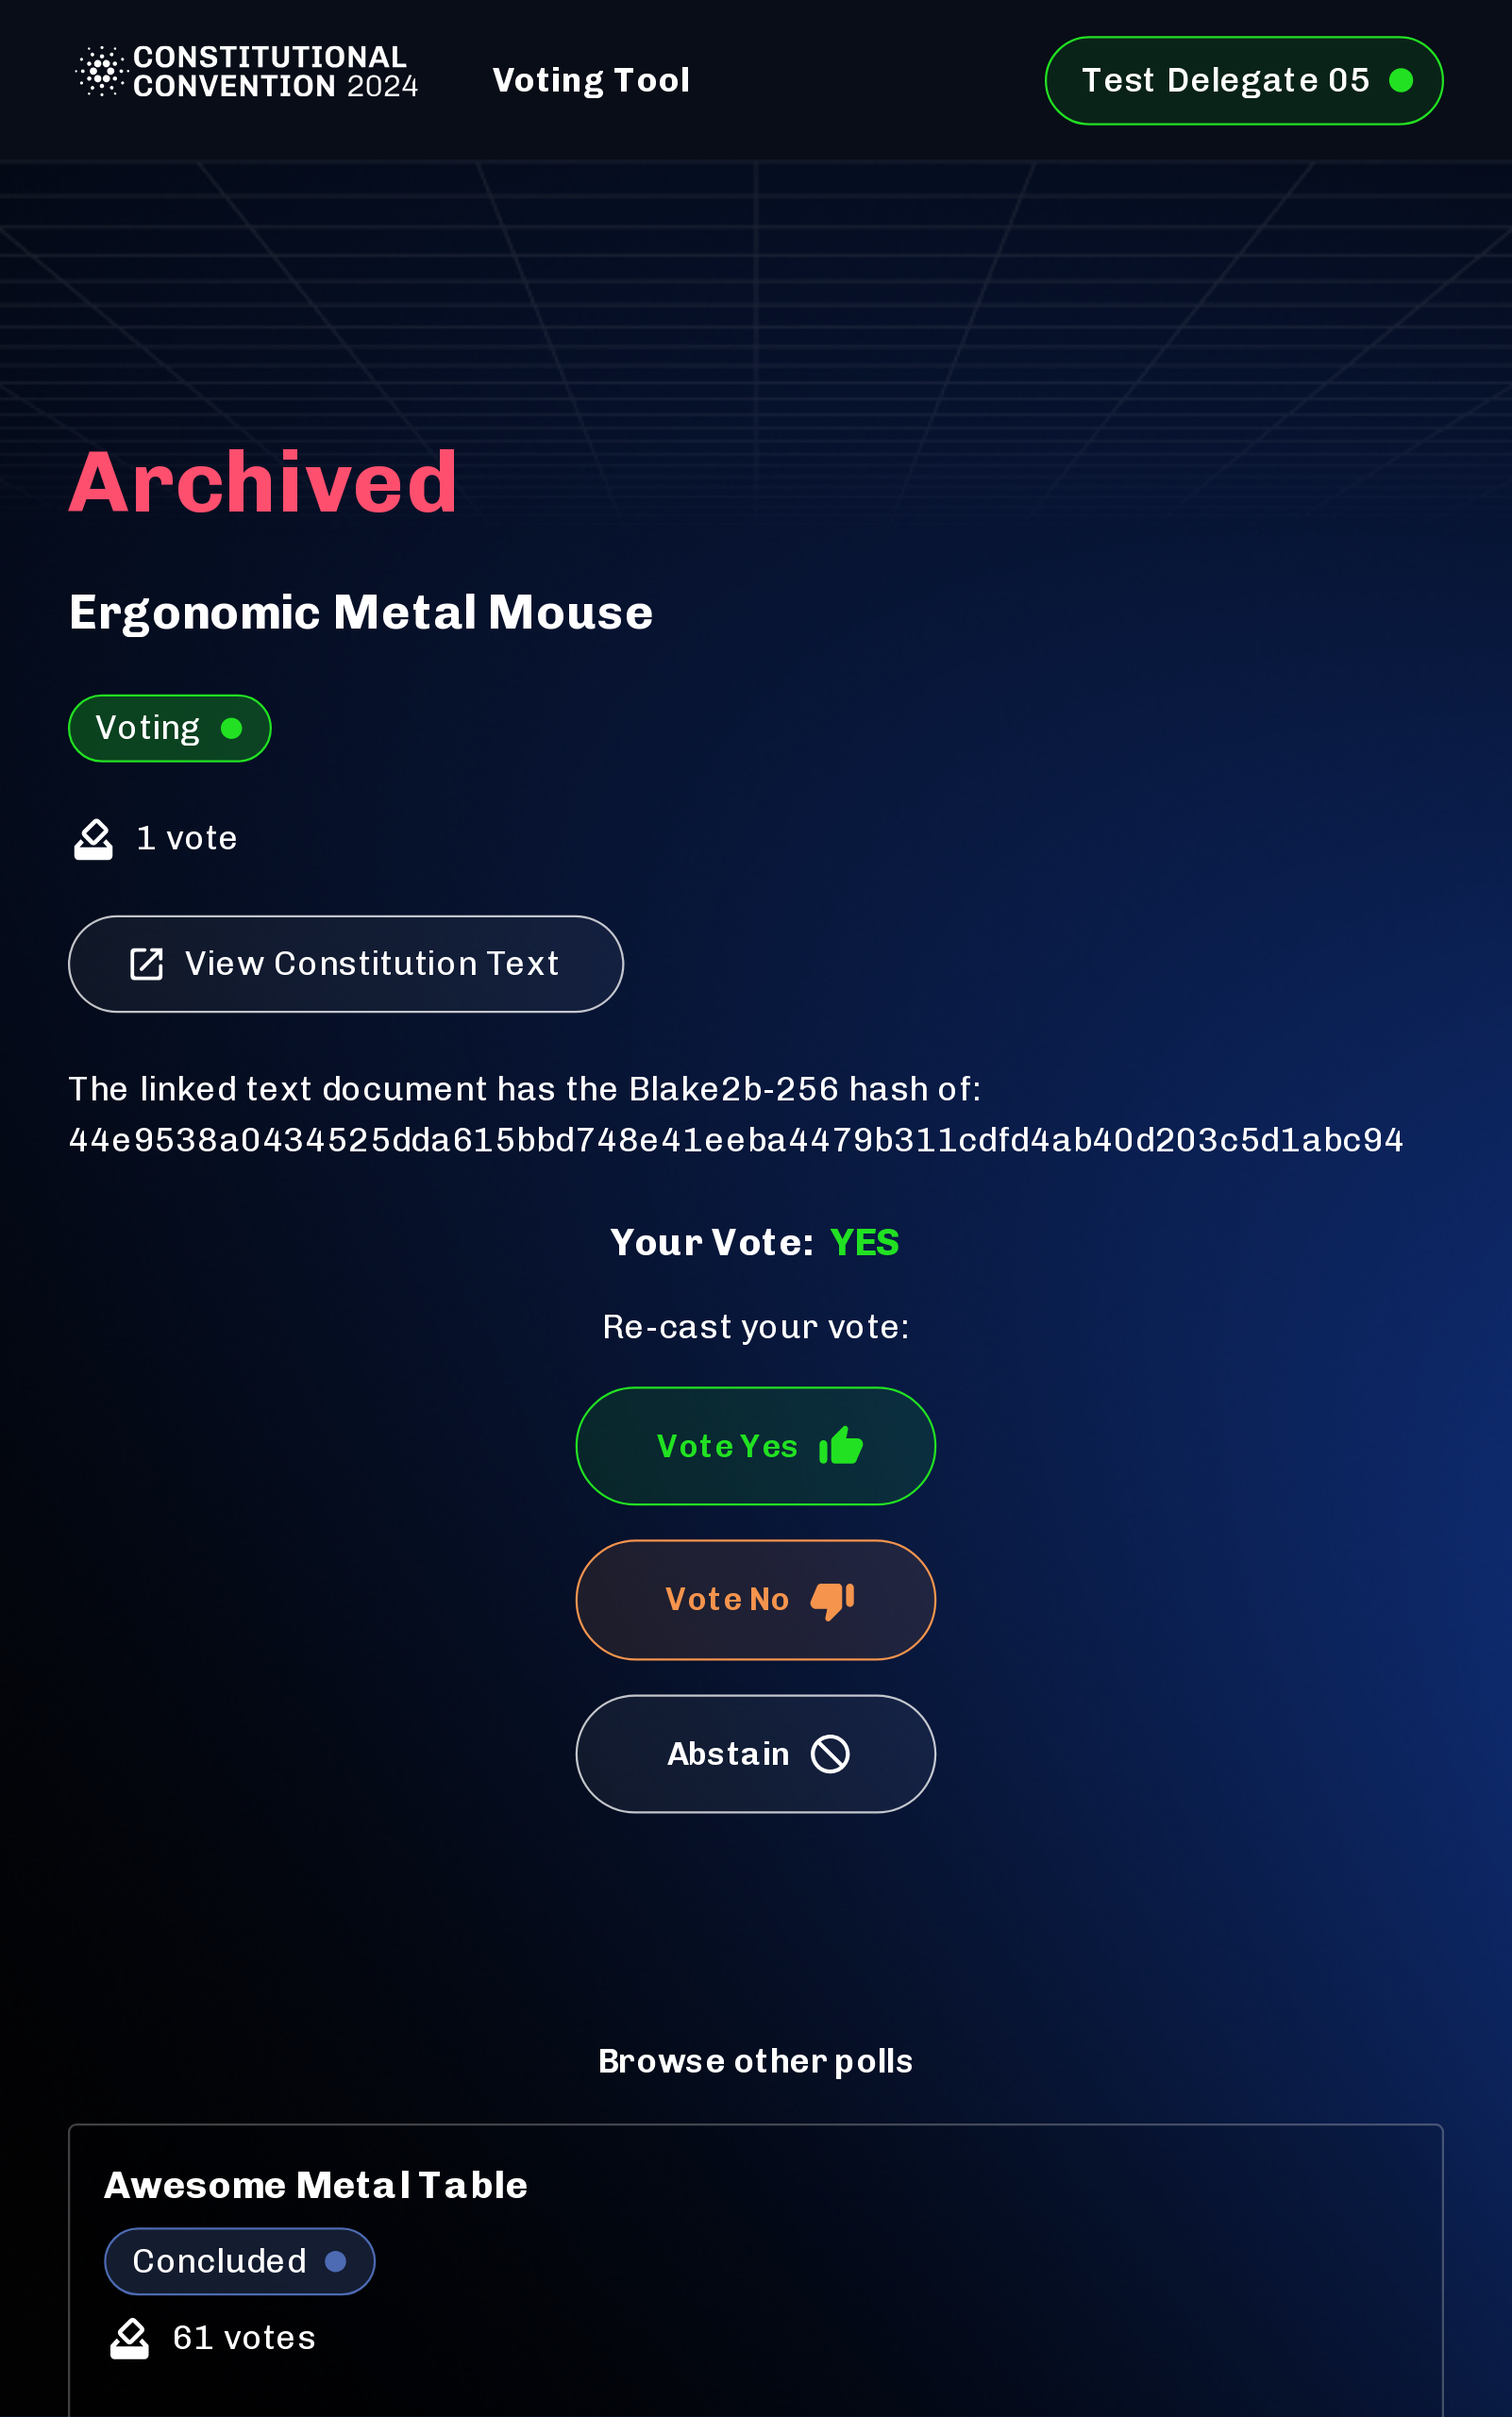 CONSTITUTIONAL
CONVENTION 2024
Voting Tool
Test Delegate 05
Archived
Ergonomic Metal Mouse
Voting
1 vote
View Constitution Text
The linked text document has the Blake2b-256 hash of:
44e9538a0434525dda615bbd748e41eeba4479b311cdfd4ab40d203c5d1abc94
Your Vote: YES
Re-cast your vote:
Vote Yes
Vote No
Abstain
Browse other polls
Awesome Metal Table
Concluded
61 votes